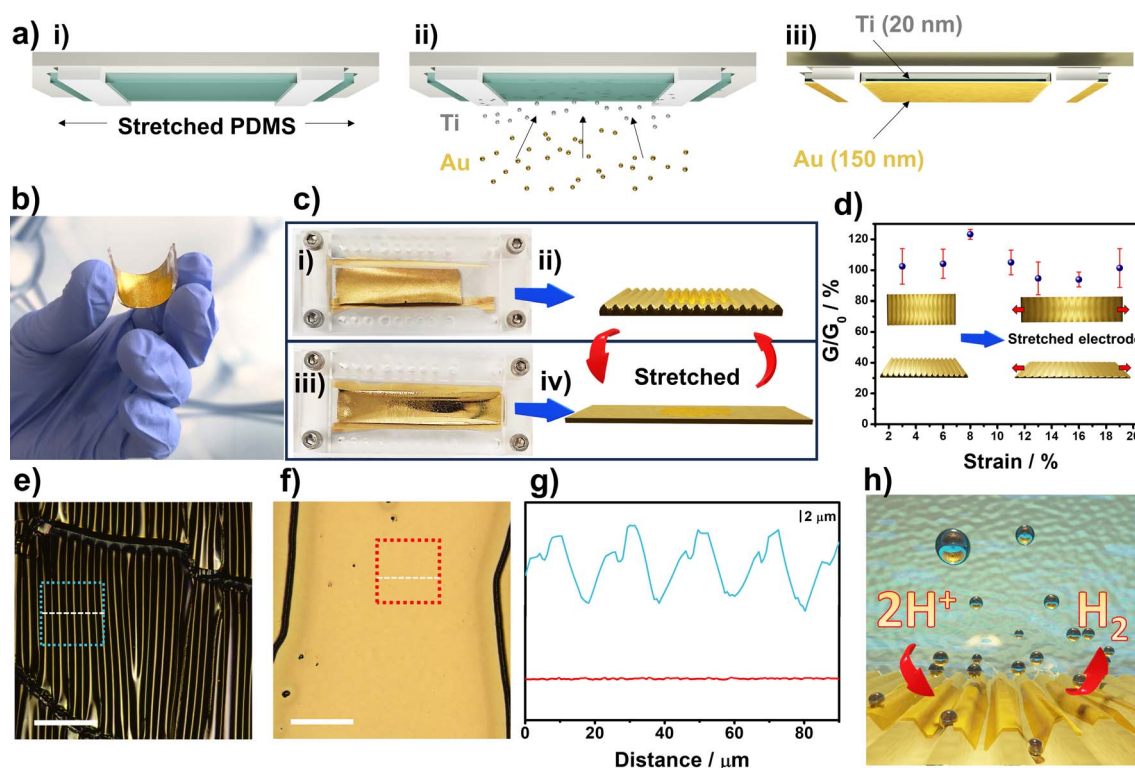 a)
i)
Stretched PDMS
ii)
Ti
Au
iii)
Ti (20 nm)
Au (150 nm)
b)
c)
i)
ii)
iii)
iv)
Stretched
d)
G/G0 / %
120
100
80
60
40
20
0
Stretched electrode
2 4 6 8 10 12 14 16 18 20
Strain / %
e)
f)
g)
2 μm
0 20 40 60 80
Distance / μm
h)
2H⁺
H₂